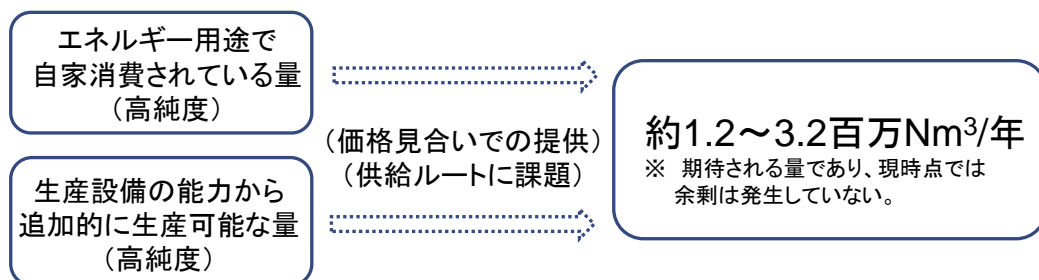 エネルギー用途で
自家消費されている量
（高純度）
（価格見合いでの提供）
（供給ルートに課題）
生産設備の能力から
追加的に生産可能な量
（高純度）
約1.2～3.2百万Nm³/年
※　期待される量であり、現時点では
余剰は発生していない。